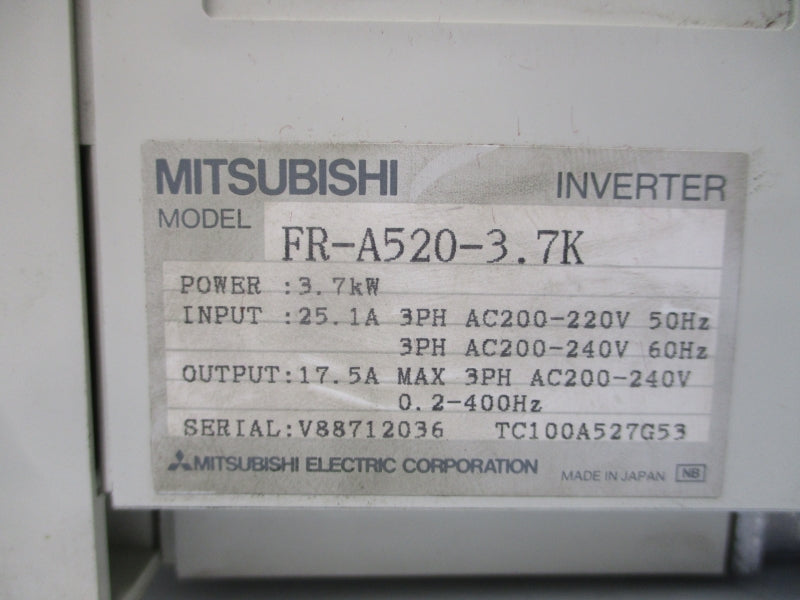 MITSUBISHI INVERTER
MODEL FR-A520-3.7K
POWER :3.7kW
INPUT :25.1A 3PH AC200-220V 50Hz
3PH AC200-240V 60Hz
OUTPUT:17.5A MAX 3PH AC200-240V
0.2-400Hz
SERIAL:V88712036 TC100A527G53
MITSUBISHI ELECTRIC CORPORATION MADE IN JAPAN NB